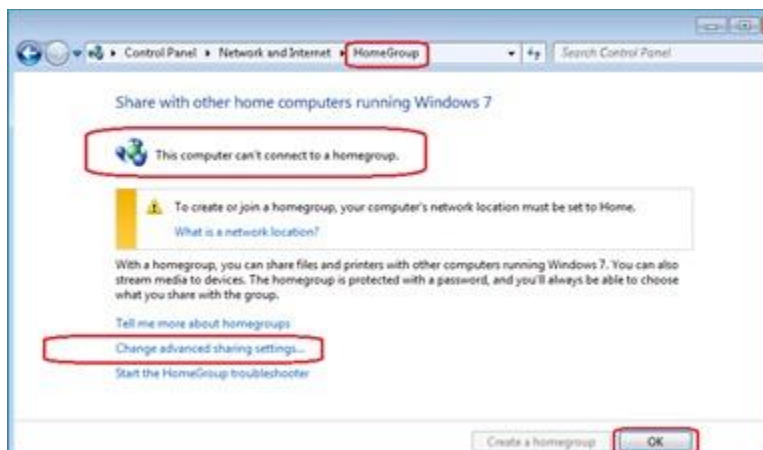 Control Panel ▸ Network and Internet ▸ HomeGroup
Search Control Panel
Share with other home computers running Windows 7
This computer can't connect to a homegroup.
To create or join a homegroup, your computer's network location must be set to Home.
What is a network location?
With a homegroup, you can share files and printers with other computers running Windows 7. You can also
stream media to devices. The homegroup is protected with a password, and you'll always be able to choose
what you share with the group.
Tell me more about homegroups
Change advanced sharing settings...
Start the HomeGroup troubleshooter
Create a homegroup
OK